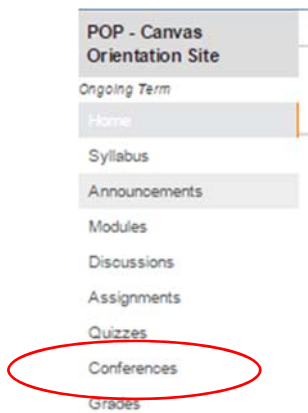 POP - Canvas
Orientation Site
Ongoing Term
Home
Syllabus
Announcements
Modules
Discussions
Assignments
Quizzes
Conferences
Grades